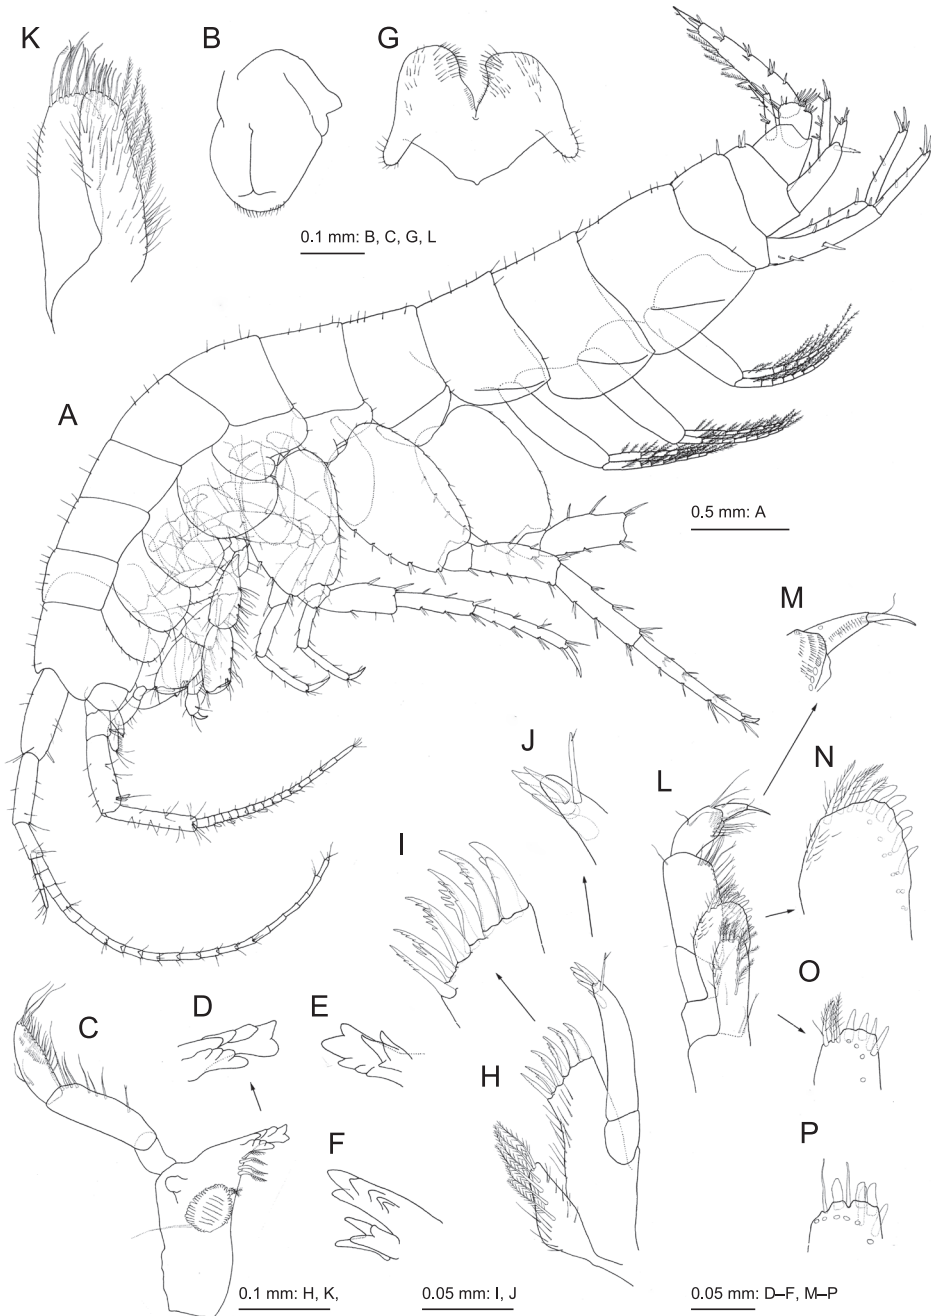 K
B
G
0.1 mm: B, C, G, L
A
0.5 mm: A
M
J
N
L
I
O
D
E
C
H
F
P
0.1 mm: H, K,
0.05 mm: I, J
0.05 mm: D–F, M–P